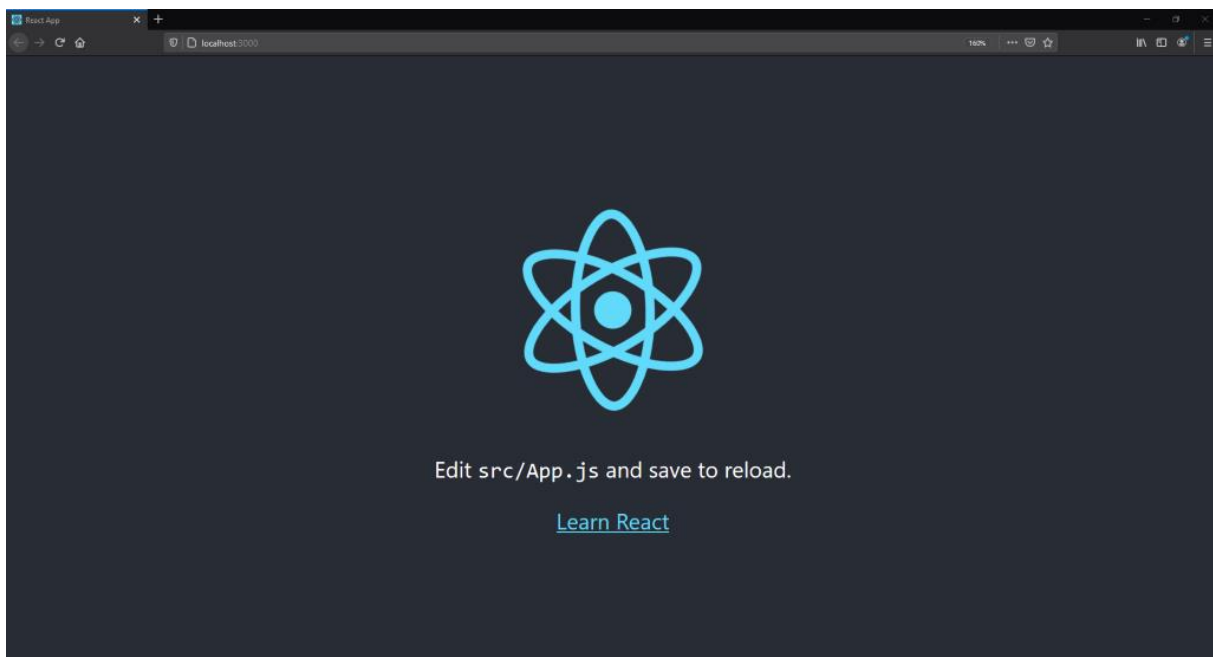 React App
localhost:3000
160%
Edit src/App.js and save to reload.
Learn React